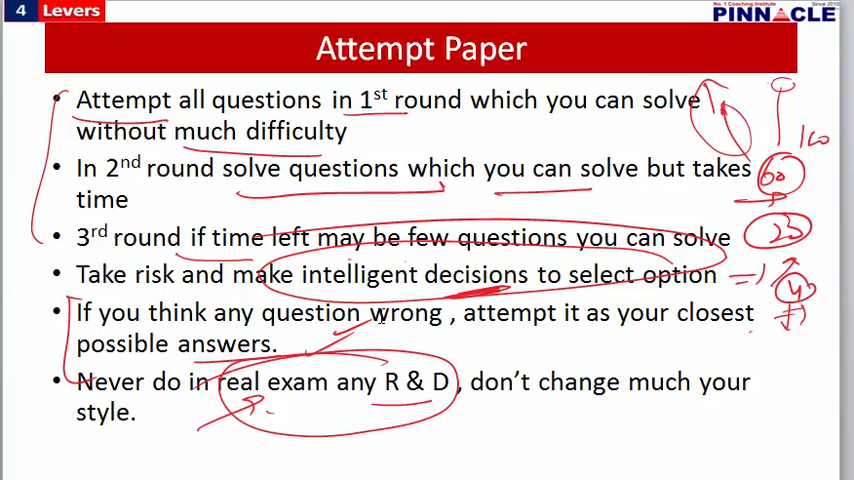 4 Levers
No. 1 Coaching Institute Since 2010
PINNACLE
Attempt Paper
• Attempt all questions in 1st round which you can solve
without much difficulty
• In 2nd round solve questions which you can solve but takes
time
• 3rd round if time left may be few questions you can solve
• Take risk and make intelligent decisions to select option
• If you think any question wrong , attempt it as your closest
possible answers.
• Never do in real exam any R & D , don’t change much your
style.
160
60
23
4